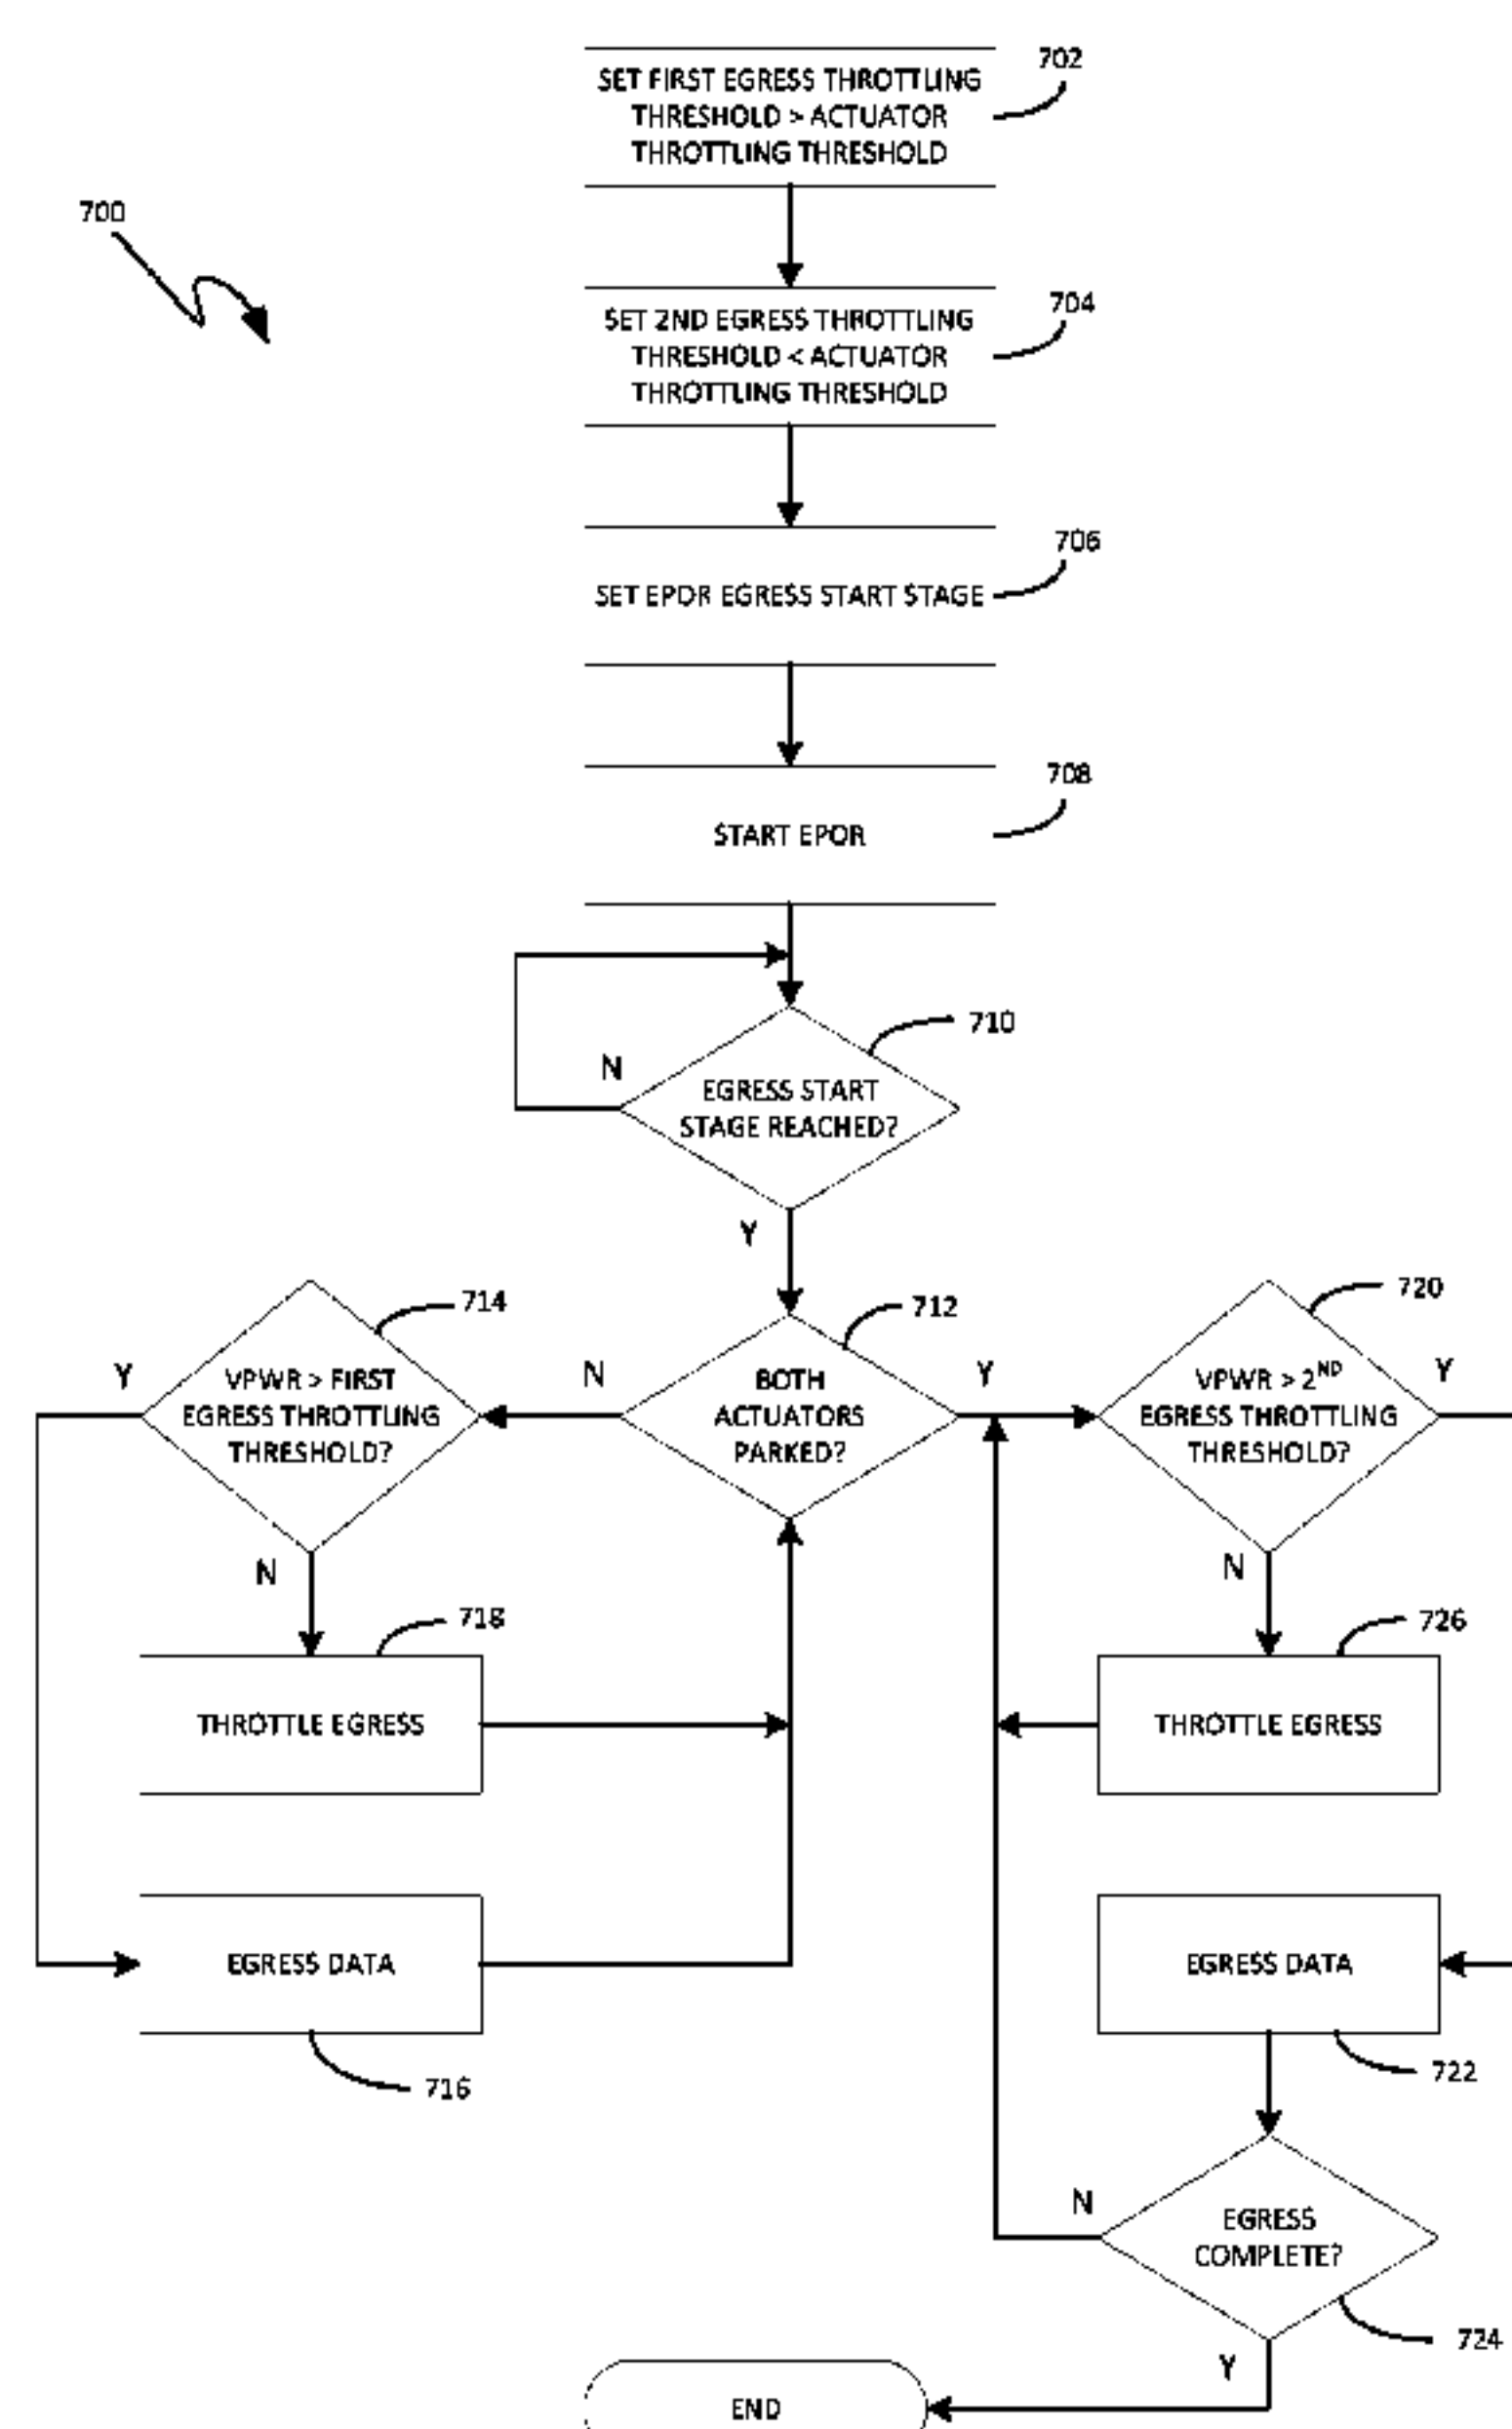 702
SET FIRST EGRESS THROTTLING
THRESHOLD > ACTUATOR
THROTTLING THRESHOLD
700
704
SET 2ND EGRESS THROTTLING
THRESHOLD < ACTUATOR
THROTTLING THRESHOLD
706
SET EPOR EGRESS START STAGE
708
START EPOR
710
N
EGRESS START
STAGE REACHED?
Y
714
712
720
Y
VPWR > FIRST
EGRESS THROTTLING
THRESHOLD?
N
BOTH
ACTUATORS
PARKED?
Y
VPWR > 2ND
EGRESS THROTTLING
THRESHOLD?
Y
N
N
718
726
THROTTLE EGRESS
THROTTLE EGRESS
EGRESS DATA
EGRESS DATA
716
722
N
EGRESS
COMPLETE?
724
Y
END